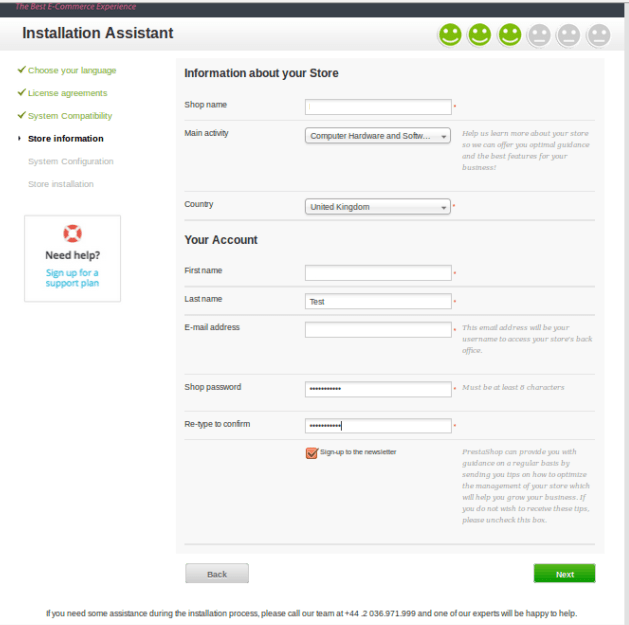 The Best E-Commerce Experience
Installation Assistant
Choose your language
License agreements
System Compatibility
Store information
System Configuration
Store installation
Need help?
Sign up for a
support plan
Information about your Store
Shop name
*
Main activity
Computer Hardware and Softw...
*
Help us learn more about your store
so we can offer you optimal guidance
and the best features for your
business!
Country
United Kingdom
*
Your Account
First name
*
Last name
Test
*
E-mail address
*
This email address will be your
username to access your store's back
office.
Shop password
•••••••••••
*
Must be at least 8 characters
Re-type to confirm
•••••••••••
*
Sign-up to the newsletter
PrestaShop can provide you with
guidance on a regular basis by
sending you tips on how to optimize
the management of your store which
will help you grow your business. If
you do not wish to receive these tips,
please uncheck this box.
Back
Next
If you need some assistance during the installation process, please call our team at +44 .2 036.971.999 and one of our experts will be happy to help.